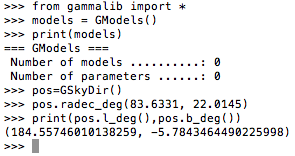 >>> from gammalib import *
>>> models = GModels()
>>> print(models)
=== GModels ===
 Number of models ..........: 0
 Number of parameters ......: 0
>>> pos=GSkyDir()
>>> pos.radec_deg(83.6331, 22.0145)
>>> print(pos.l_deg(),pos.b_deg())
(184.55746010138259, -5.7843464490225998)
>>>